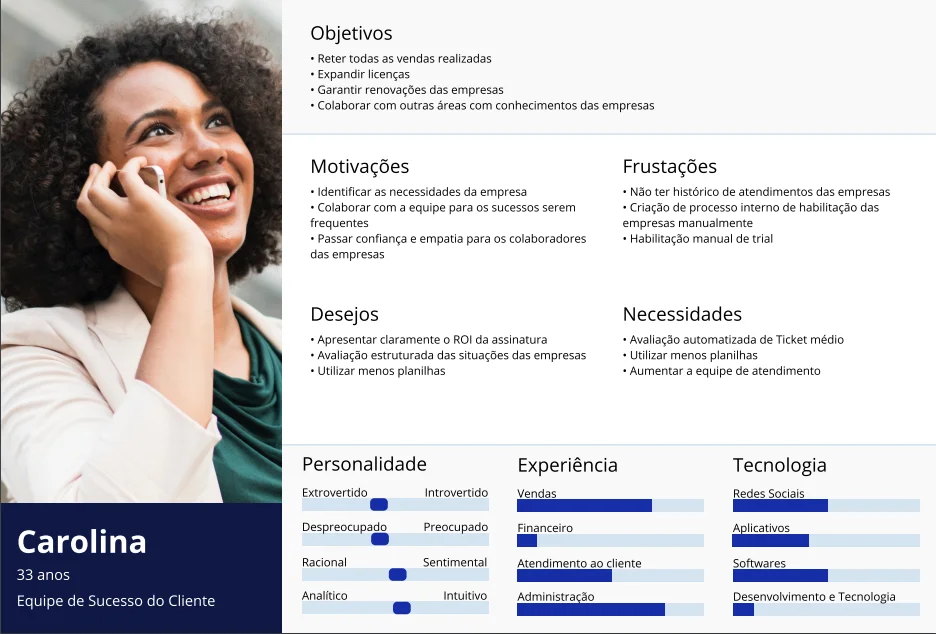 Objetivos
• Reter todas as vendas realizadas
• Expandir licenças
• Garantir renovações das empresas
• Colaborar com outras áreas com conhecimentos das empresas
Motivações
• Identificar as necessidades da empresa
• Colaborar com a equipe para os sucessos serem
frequentes
• Passar confiança e empatia para os colaboradores
das empresas
Frustações
• Não ter histórico de atendimentos das empresas
• Criação de processo interno de habilitação das
empresas manualmente
• Habilitação manual de trial
Desejos
• Apresentar claramente o ROI da assinatura
• Avaliação estruturada das situações das empresas
• Utilizar menos planilhas
Necessidades
• Avaliação automatizada de Ticket médio
• Utilizar menos planilhas
• Aumentar a equipe de atendimento
Carolina
33 anos
Equipe de Sucesso do Cliente
Personalidade
Extrovertido Introvertido
Despreocupado Preocupado
Racional Sentimental
Analítico Intuitivo
Experiência
Vendas
Financeiro
Atendimento ao cliente
Administração
Tecnologia
Redes Sociais
Aplicativos
Softwares
Desenvolvimento e Tecnologia